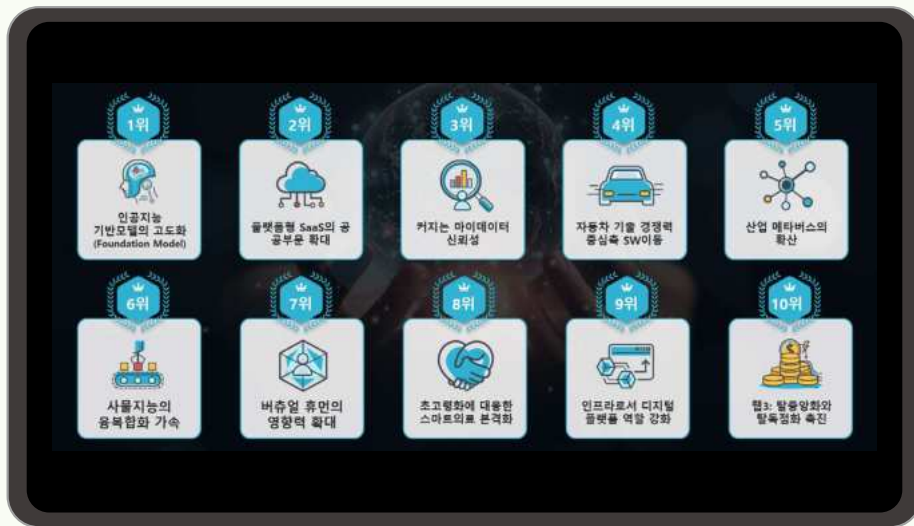 1위
인공지능
기반모델의 고도화
(Foundation Model)
2위
플랫폼형 SaaS의 공
공부문 확대
3위
커지는 마이데이터
신뢰성
4위
자동차 기술 경쟁력
중심축 SW이동
5위
산업 메타버스의
확산
6위
사물지능의
융복합화 가속
7위
버츄얼 휴먼의
영향력 확대
8위
초고령화에 대응한
스마트의료 본격화
9위
인프라로서 디지털
플랫폼 역할 강화
10위
웹3: 탈중앙화와
탈독점화 촉진